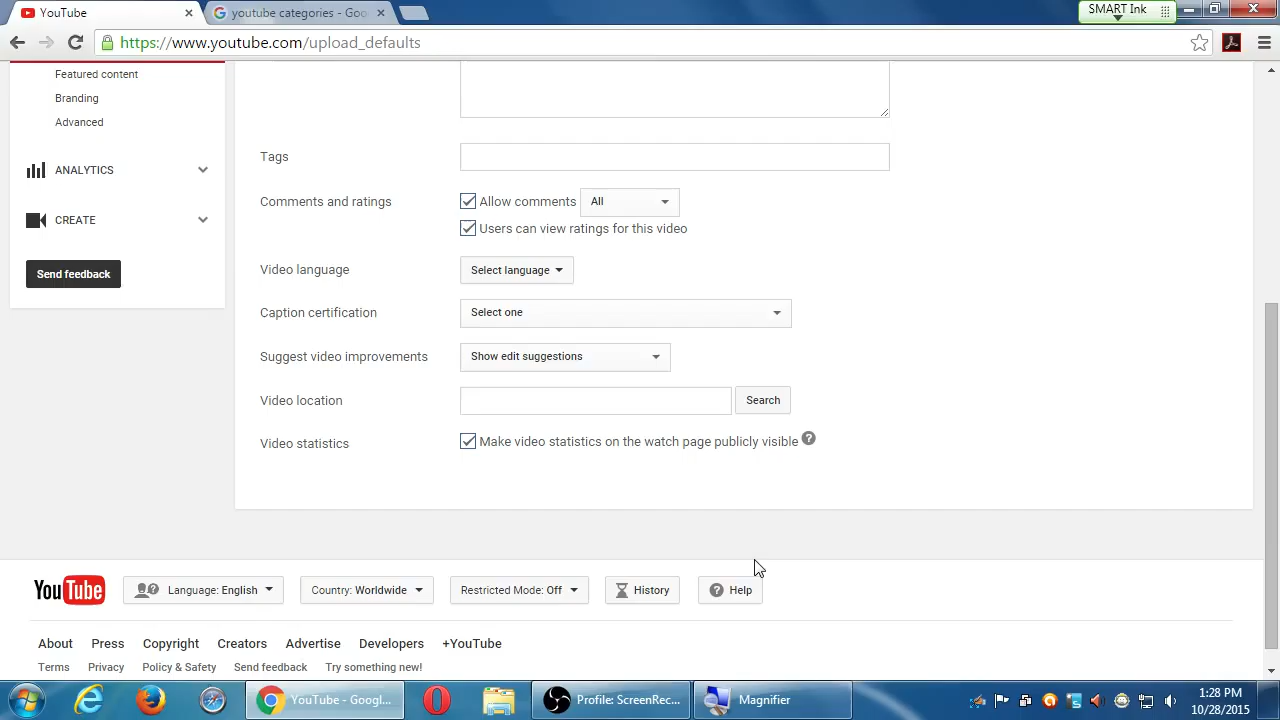 YouTube
youtube categories - Goo
SMART Ink
https://www.youtube.com/upload_defaults
Featured content
Branding
Advanced
ANALYTICS
CREATE
Send feedback
Tags
Comments and ratings
Allow comments
All
Users can view ratings for this video
Video language
Select language
Caption certification
Select one
Suggest video improvements
Show edit suggestions
Video location
Search
Video statistics
Make video statistics on the watch page publicly visible ?
YouTube
Language: English
Country: Worldwide
Restricted Mode: Off
History
? Help
About
Press
Copyright
Creators
Advertise
Developers
+YouTube
Terms
Privacy
Policy & Safety
Send feedback
Try something new!
YouTube - Googl...
Profile: ScreenRec...
Magnifier
1:28 PM
10/28/2015